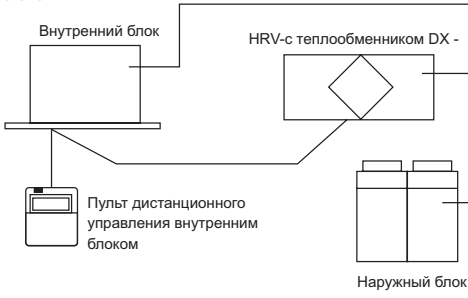 Внутренний блок
HRV-с теплообменником DX -
Пульт дистанционного
управления внутренним
блоком
Наружный блок